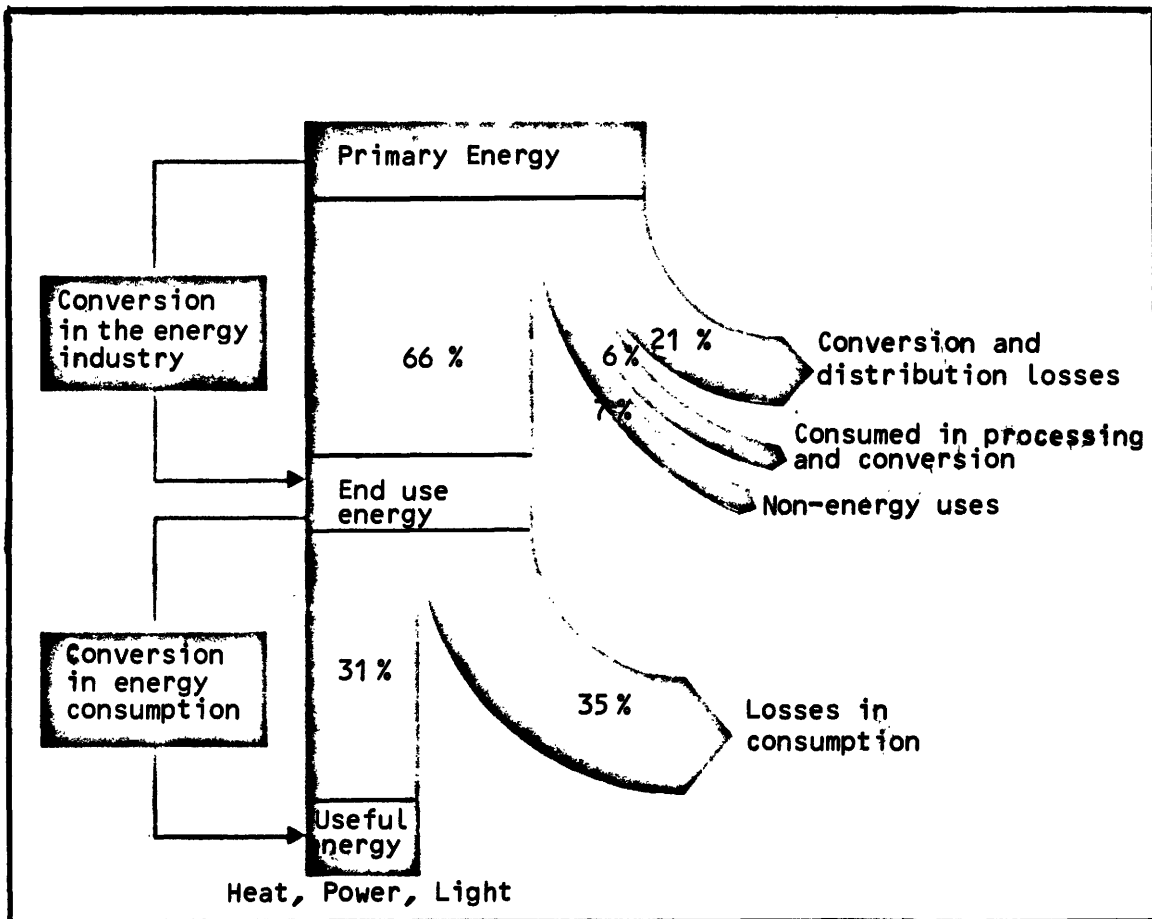 Primary Energy
Conversion
in the energy
industry
66 %
21 %
6%
7%
Conversion and
distribution losses
Consumed in processing
and conversion
Non-energy uses
End use
energy
Conversion
in energy
consumption
31 %
35 %
Losses in
consumption
Useful
energy
Heat, Power, Light